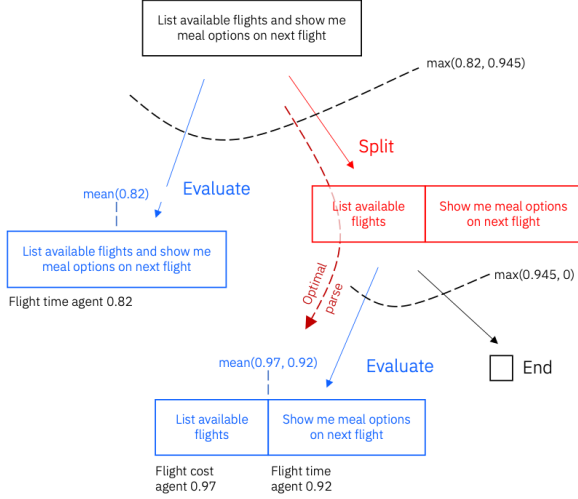 List available flights and show me
meal options on next flight
max(0.82, 0.945)
Split
mean(0.82)
Evaluate
List available
flights
Show me meal options
on next flight
List available flights and show me
meal options on next flight
Flight time agent 0.82
Optimal
parse
max(0.945, 0)
mean(0.97, 0.92)
Evaluate
End
List available
flights
Show me meal options
on next flight
Flight cost
agent 0.97
Flight time
agent 0.92